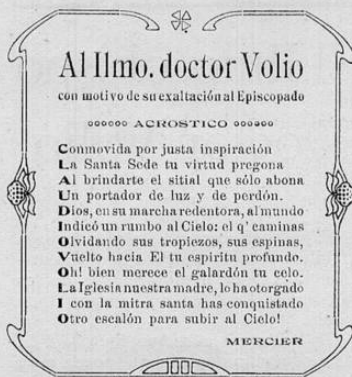 Al Ilmo. doctor Volio
con motivo de su exaltación al Episcopado
ACROSTICO
Conmovida por justa inspiración
La Santa Sede tu virtud pregona
Al brindarte el sitial que sólo abona
Un portador de luz y de perdón.
Dios, en su marcha redentora, al mundo
Indicó un rumbo al Cielo: el q' caminas
Olvidando sus tropiezos, sus espinas,
Vuelto hacia El tu espíritu profundo.
Oh! bien merece el galardón tu celo.
La Iglesia nuestra madre, lo ha otorgado
I con la mitra santa has conquistado
Otro escalón para subir al Cielo!
MERCIER